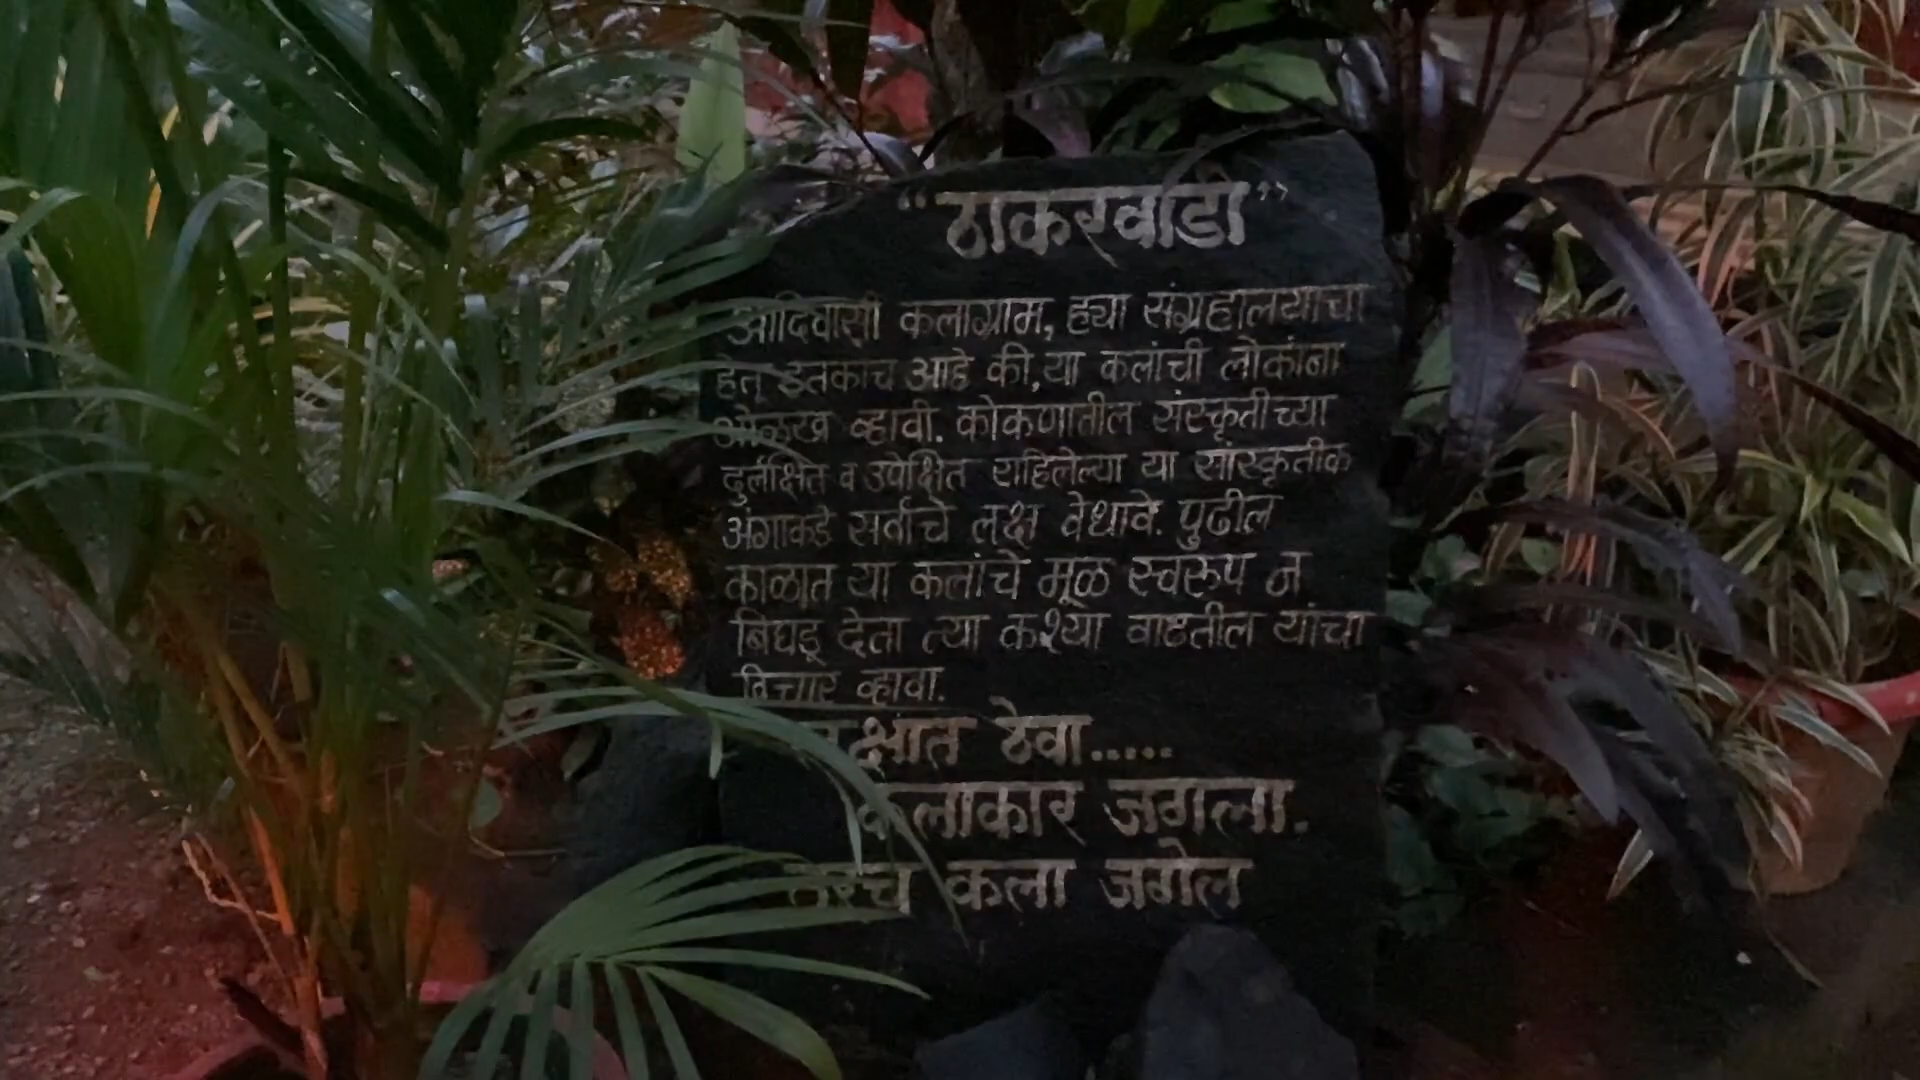 "ठाकरवाडी"
आदिवासी कलाग्राम, ह्या संग्रहालयाचा
हेतू इतकाच आहे की, या कलांची लोकांना
ओळख व्हावी. कोकणातील संस्कृतीच्या
दुर्लक्षित व उपेक्षित राहिलेल्या या सांस्कृतीक
अंगाकडे सर्वांचे लक्ष वेधावे. पुढील
काळात या कलांचे मूळ स्वरूप न
बिघडू देता त्या कश्या वाढतील यांचा
विचार व्हावा.
ठेवा.....
कलाकार जगला.
तरच कला जगेल